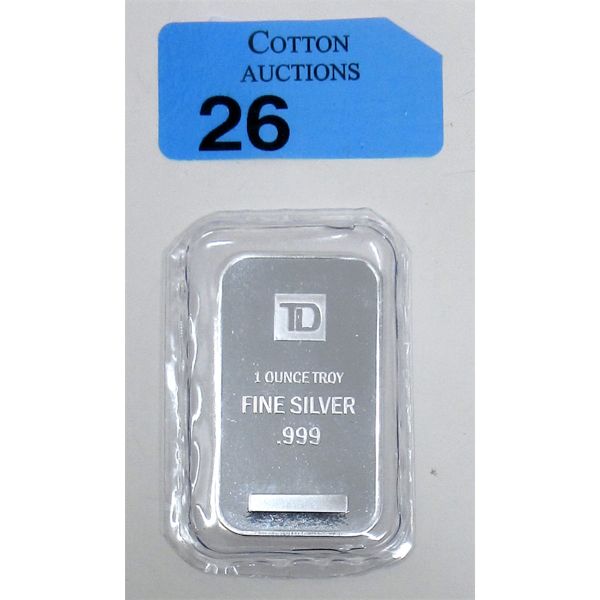 COTTON
AUCTIONS
26
TD
1 OUNCE TROY
FINE SILVER
.999